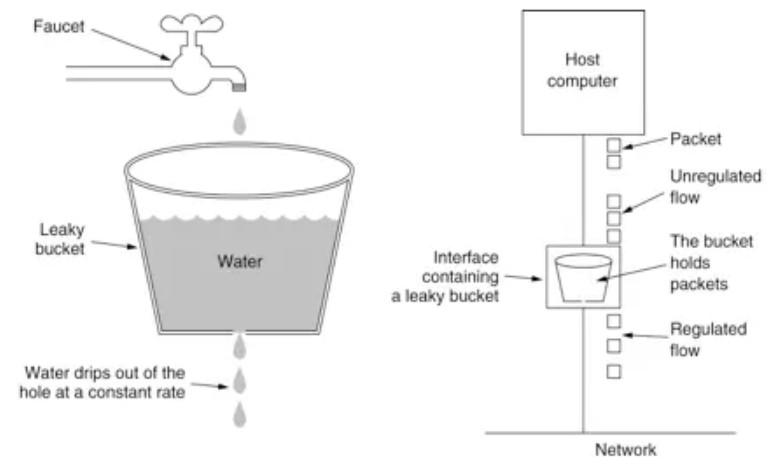 Faucet
Leaky
bucket
Water
Water drips out of the
hole at a constant rate
Host
computer
Packet
Unregulated
flow
Interface
containing
a leaky bucket
The bucket
holds
packets
Regulated
flow
Network